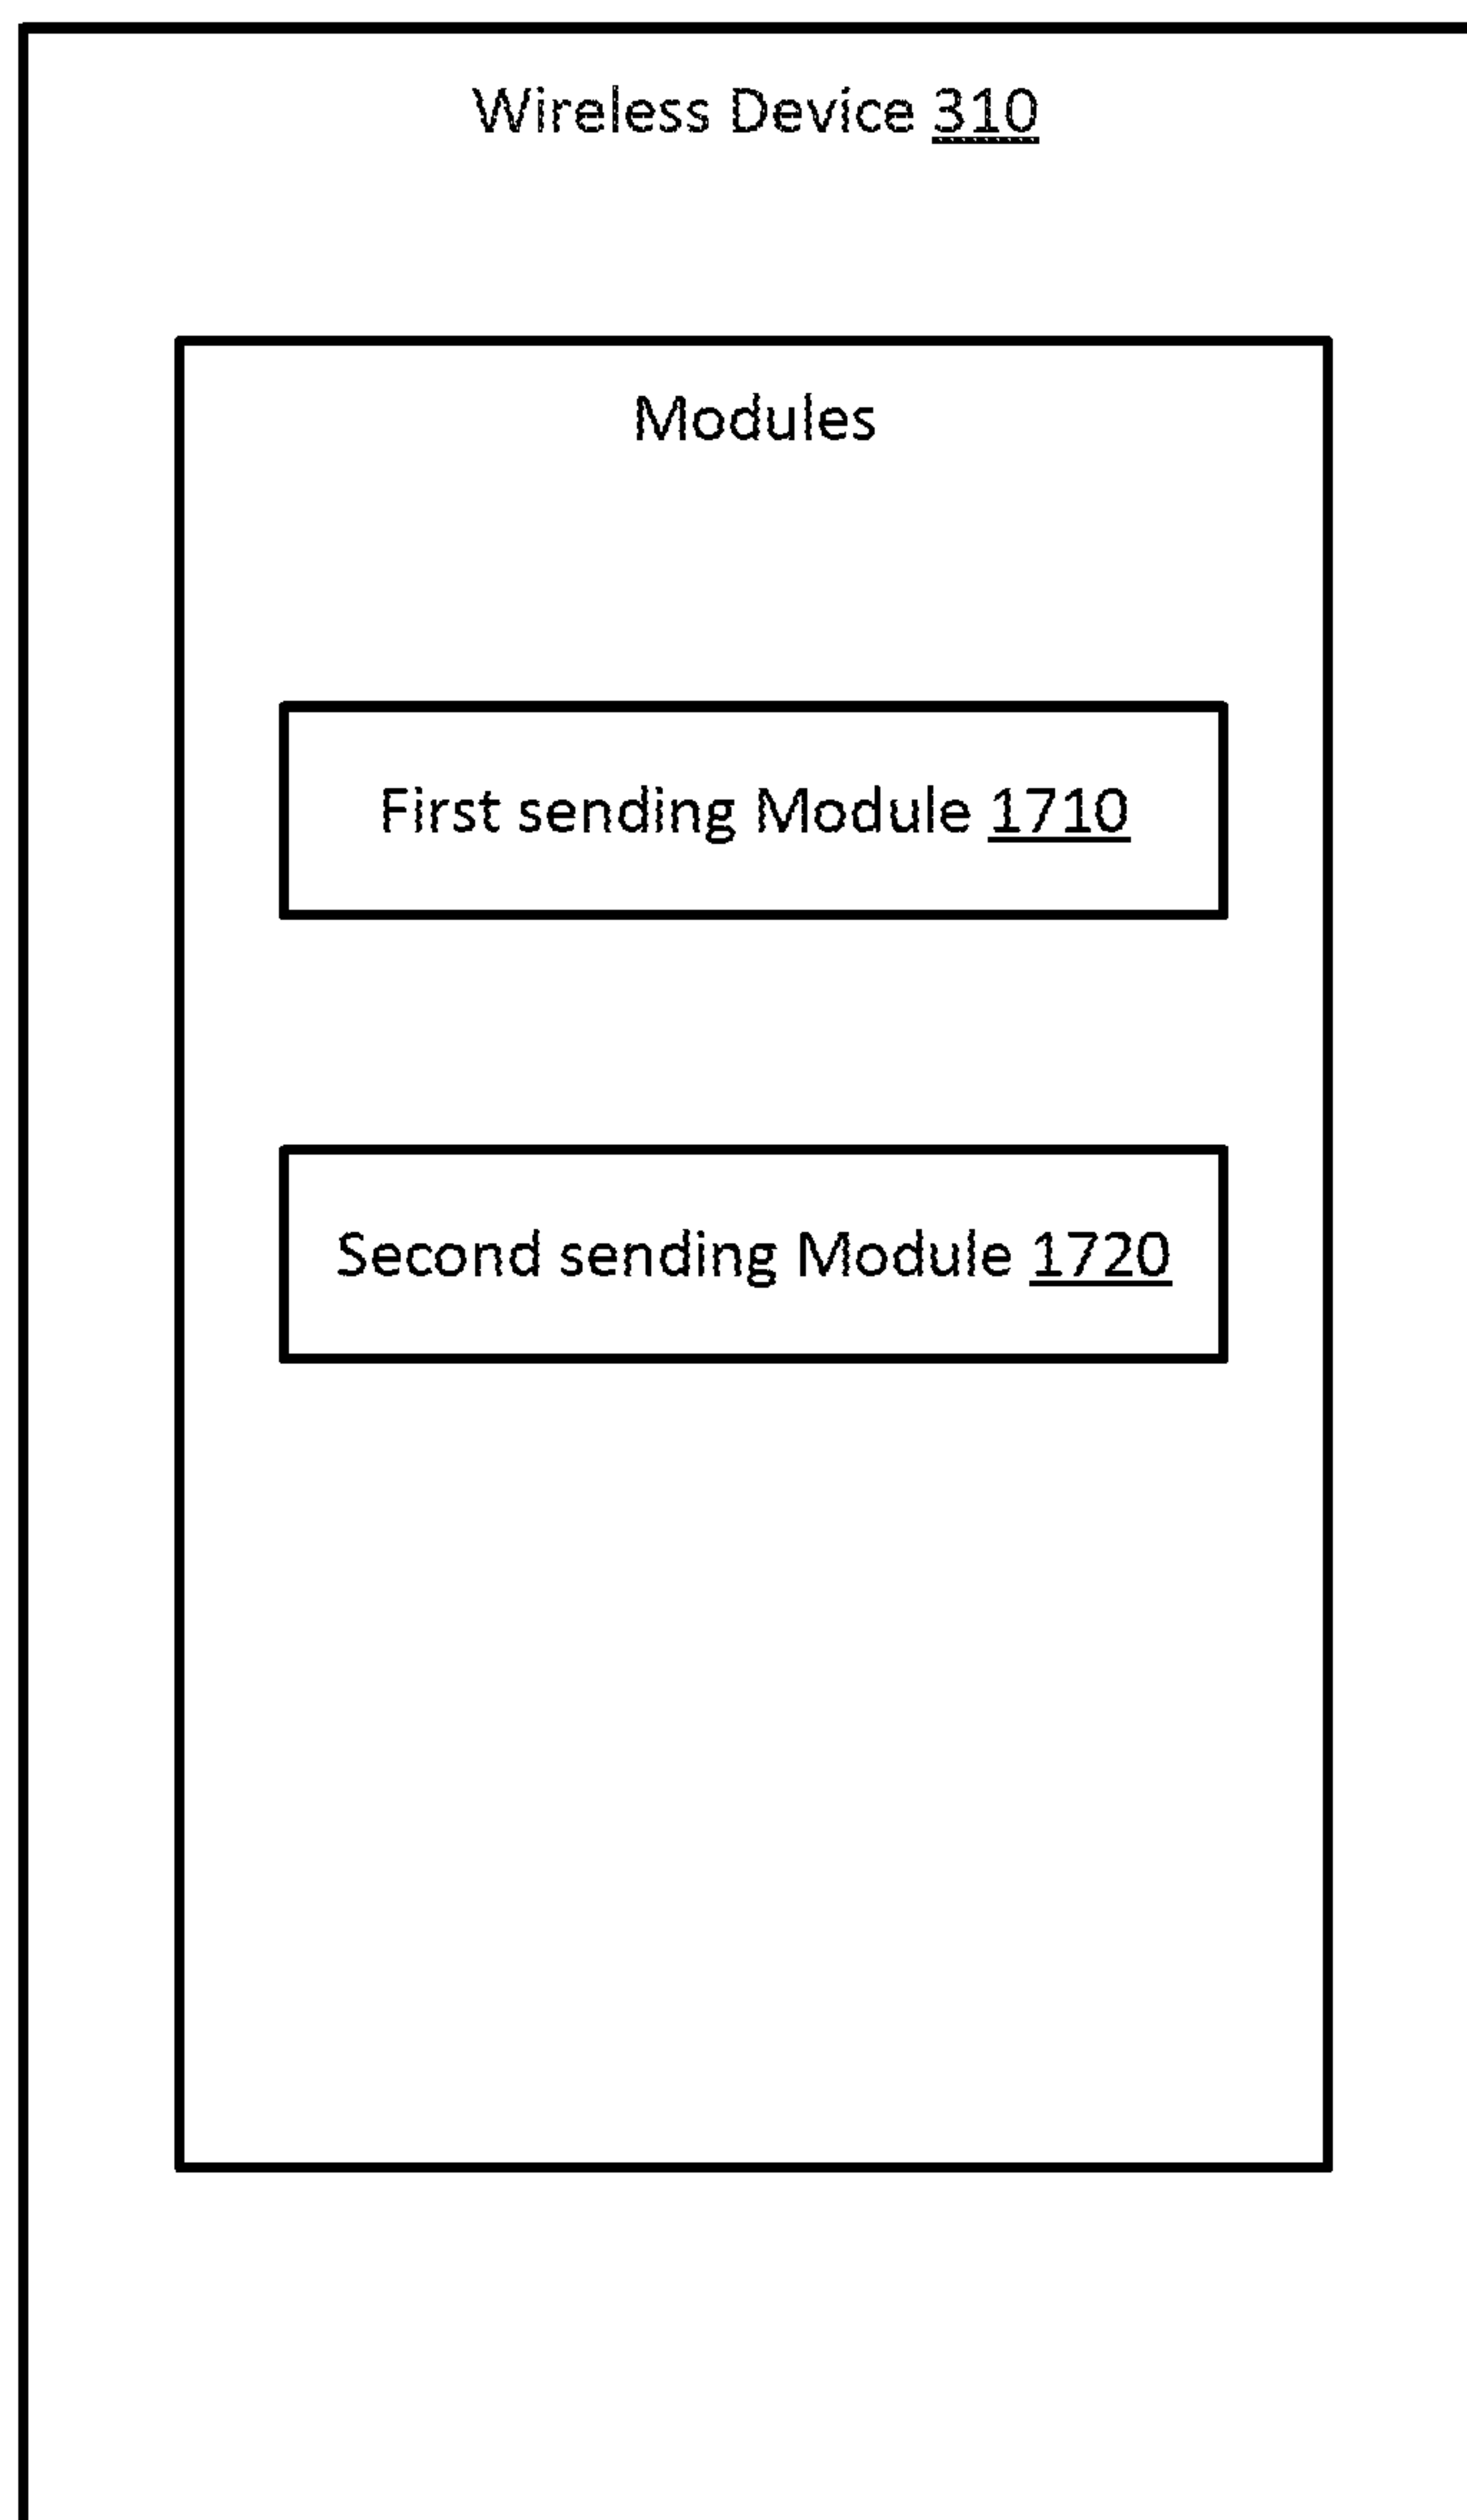 Wireless Device 310
Modules
First sending Module 1710
Second sending Module 1720